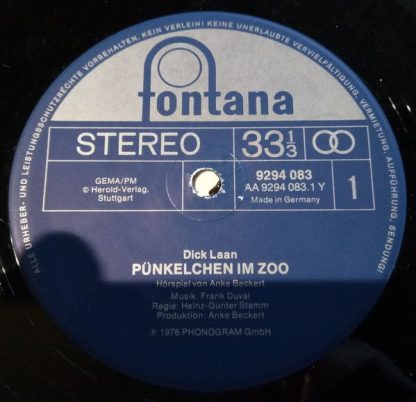 ALLE URHEBER- UND LEISTUNGSSCHUTZRECHTE VORBEHALTEN. KEIN VERLEIH! KEINE UNERLAUBTE VERVIELFÄLTIGUNG, VERMIETUNG, AUFFÜHRUNG, SENDUNG!
fontana
STEREO
33 1/3
GEMA/PM
© Herold-Verlag.
Stuttgart
9294 083
AA 9294 083.1 Y
Made in Germany
1
Dick Laan
PÜNKELCHEN IM ZOO
Hörspiel von Anke Beckert
Musik: Frank Duval
Regie: Heinz-Günter Stamm
Produktion: Anke Beckert
℗ 1976 PHONOGRAM GmbH